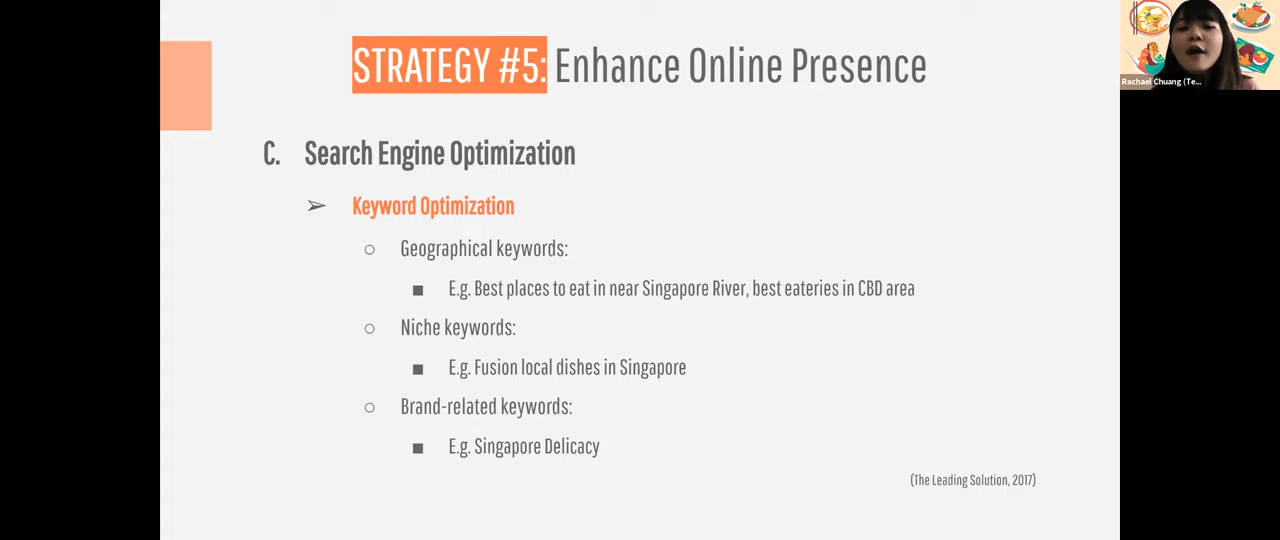 STRATEGY #5: Enhance Online Presence
Rachael Chuang (Te...
C. Search Engine Optimization
➢ Keyword Optimization
○ Geographical keywords:
■ E.g. Best places to eat in near Singapore River, best eateries in CBD area
○ Niche keywords:
■ E.g. Fusion local dishes in Singapore
○ Brand-related keywords:
■ E.g. Singapore Delicacy
(The Leading Solution, 2017)